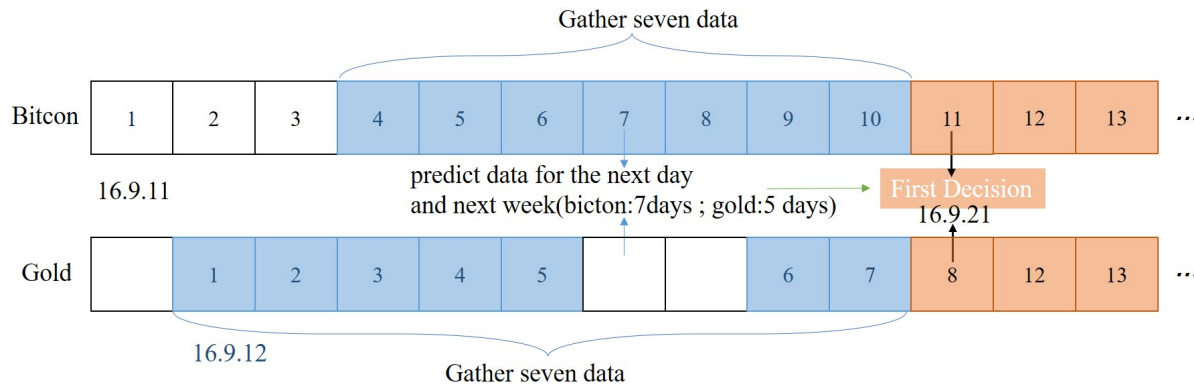 Gather seven data
Bitcon 1 2 3 4 5 6 7 8 9 10 11 12 13 ...
16.9.11
predict data for the next day
and next week(bicton:7days ; gold:5 days)
First Decision
16.9.21
Gold 1 2 3 4 5 6 7 8 12 13 ...
16.9.12
Gather seven data